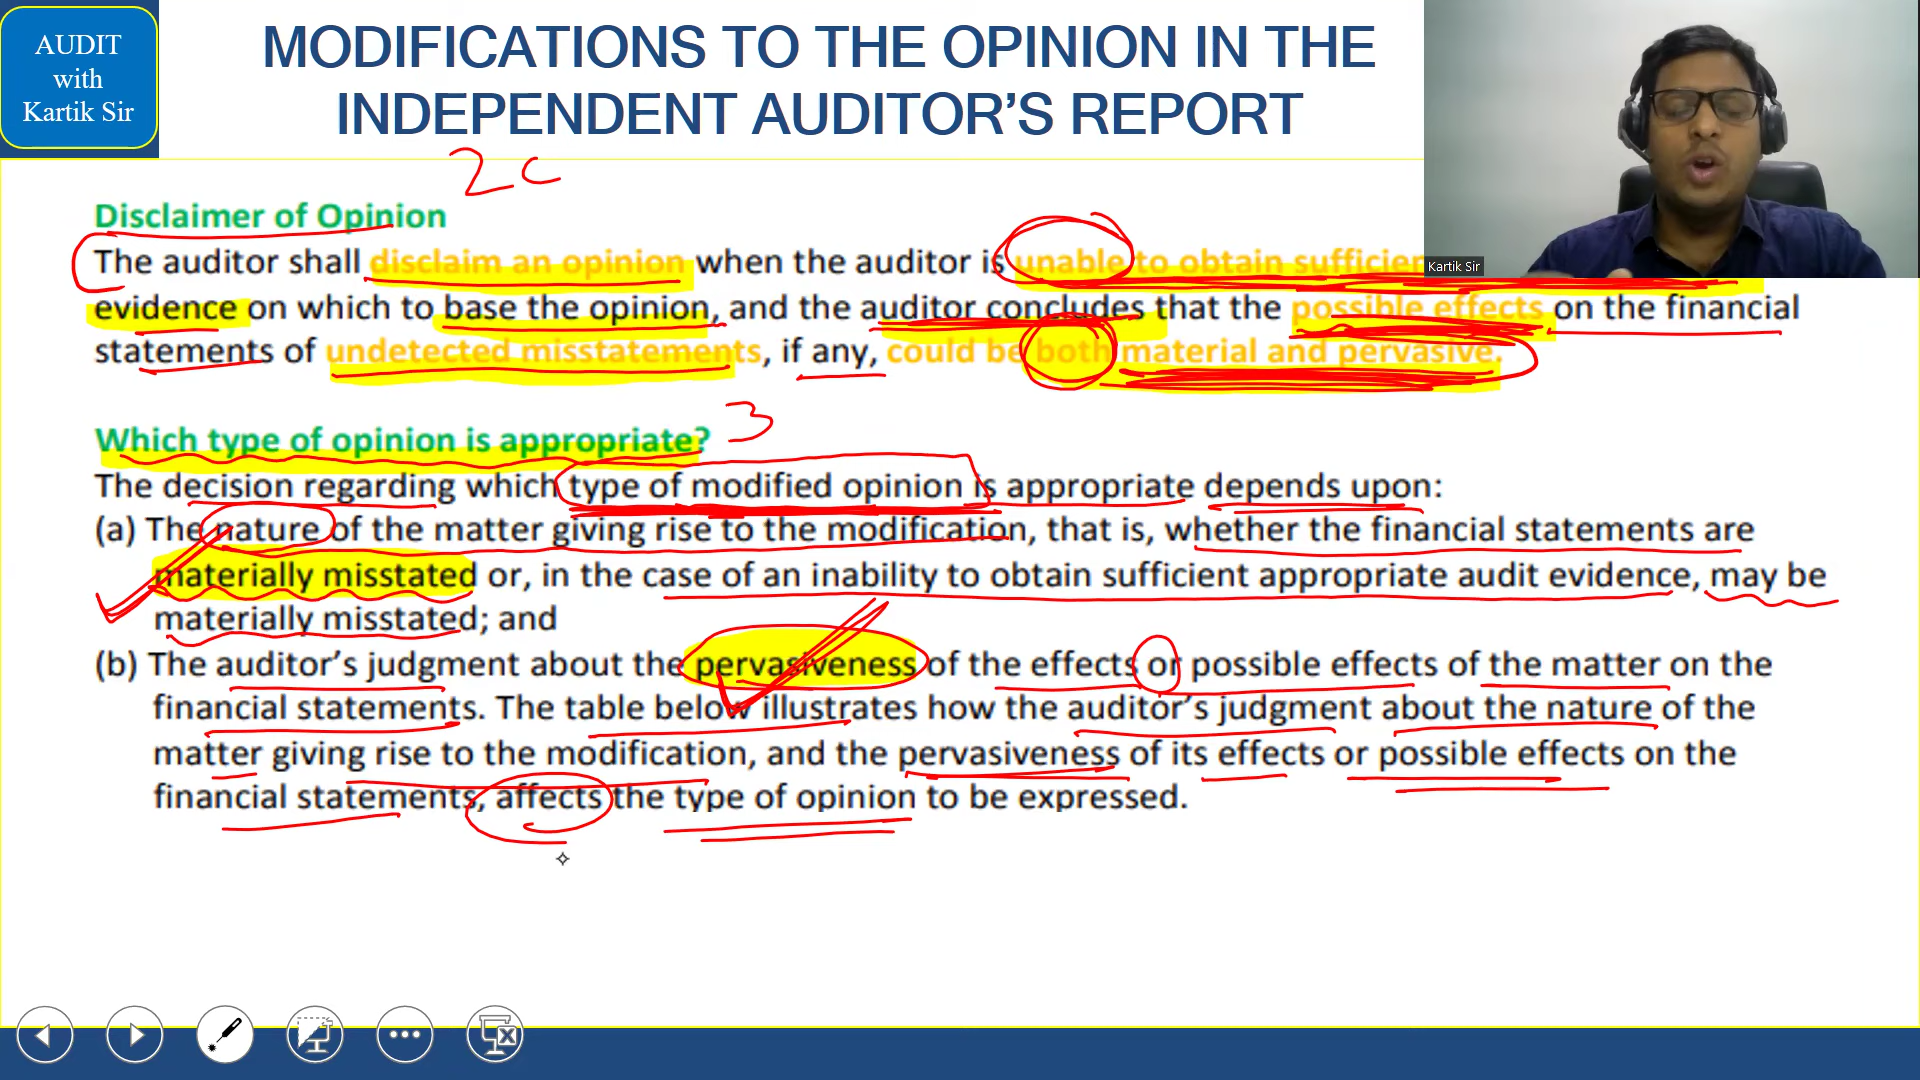 AUDIT
with
Kartik Sir
MODIFICATIONS TO THE OPINION IN THE
INDEPENDENT AUDITOR’S REPORT
2c
Disclaimer of Opinion
The auditor shall disclaim an opinion when the auditor is unable to obtain sufficien
evidence on which to base the opinion, and the auditor concludes that the possible effects on the financial
statements of undetected misstatements, if any, could be both material and pervasive.
Which type of opinion is appropriate? 3
The decision regarding which type of modified opinion is appropriate depends upon:
(a) The nature of the matter giving rise to the modification, that is, whether the financial statements are
materially misstated or, in the case of an inability to obtain sufficient appropriate audit evidence, may be
materially misstated; and
(b) The auditor’s judgment about the pervasiveness of the effects or possible effects of the matter on the
financial statements. The table below illustrates how the auditor’s judgment about the nature of the
matter giving rise to the modification, and the pervasiveness of its effects or possible effects on the
financial statements, affects the type of opinion to be expressed.
Kartik Sir